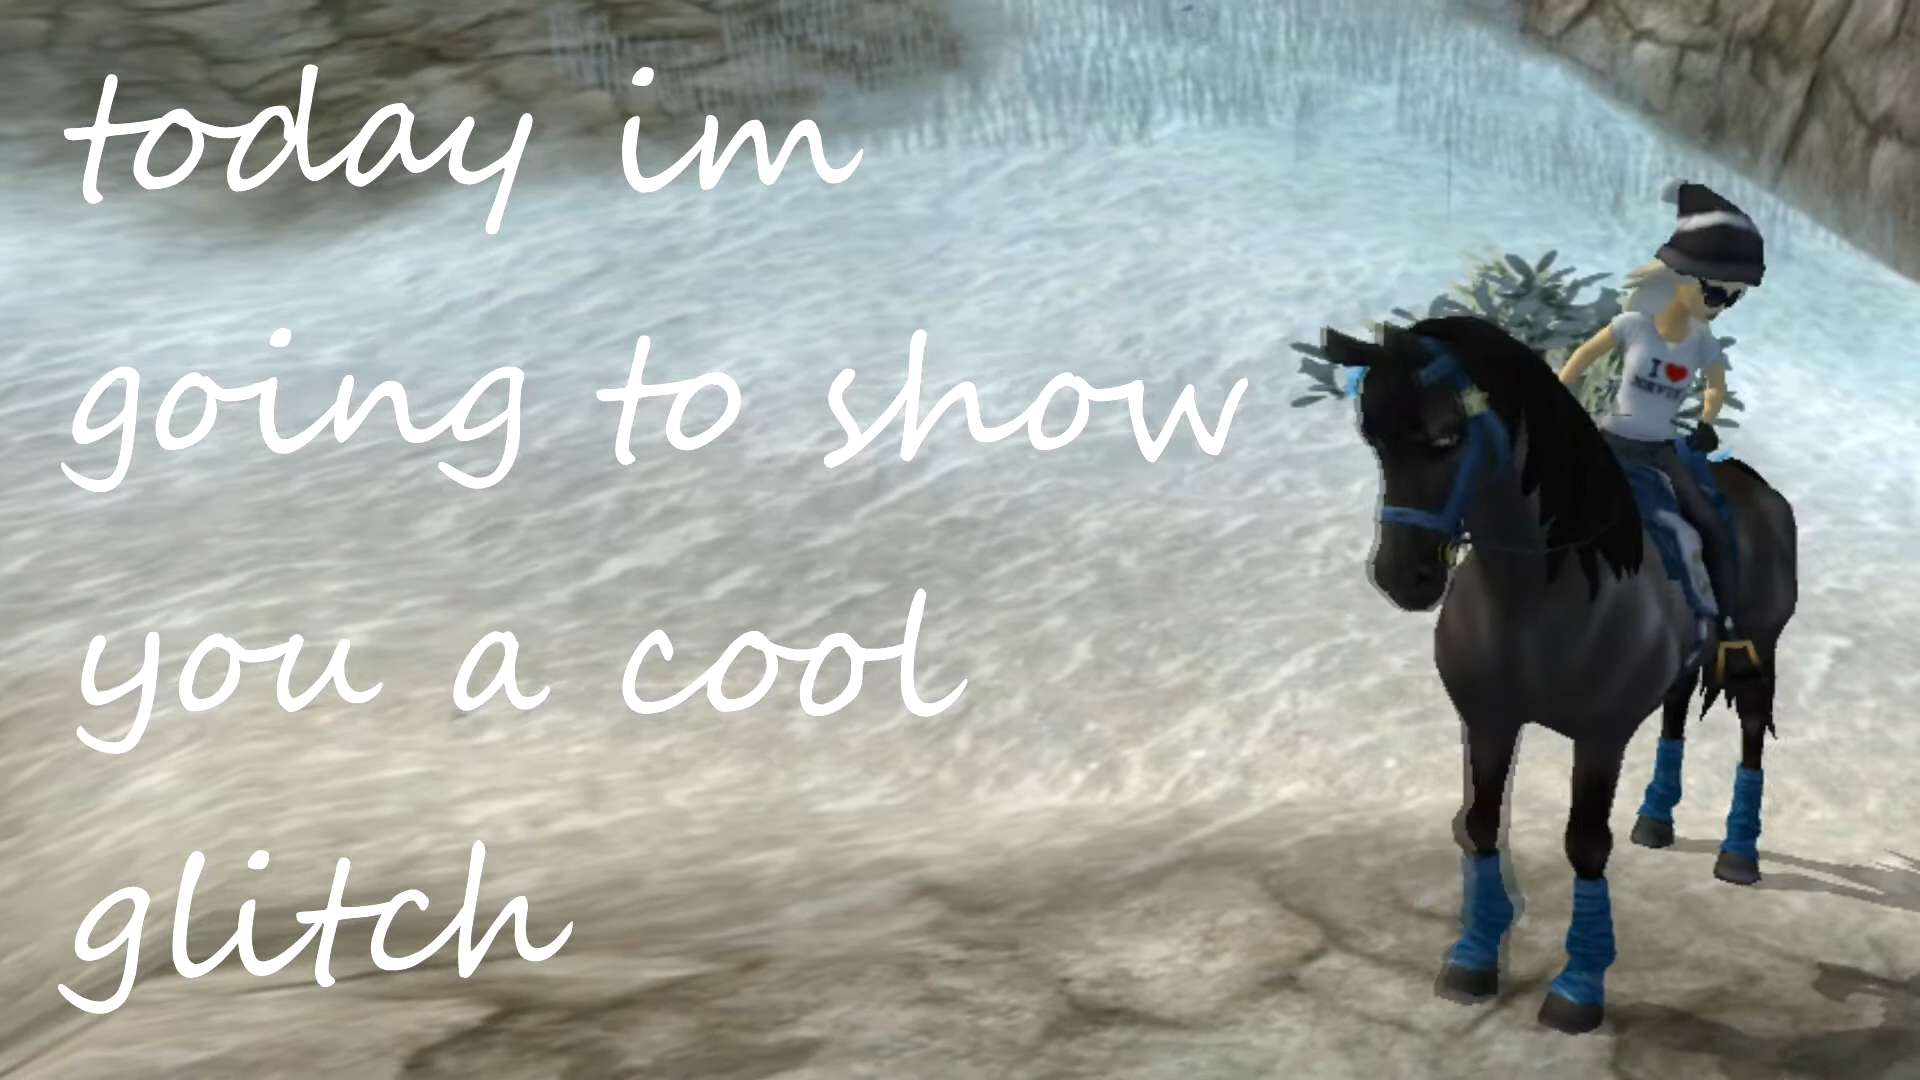 today im
going to show
you a cool
glitch
I ❤